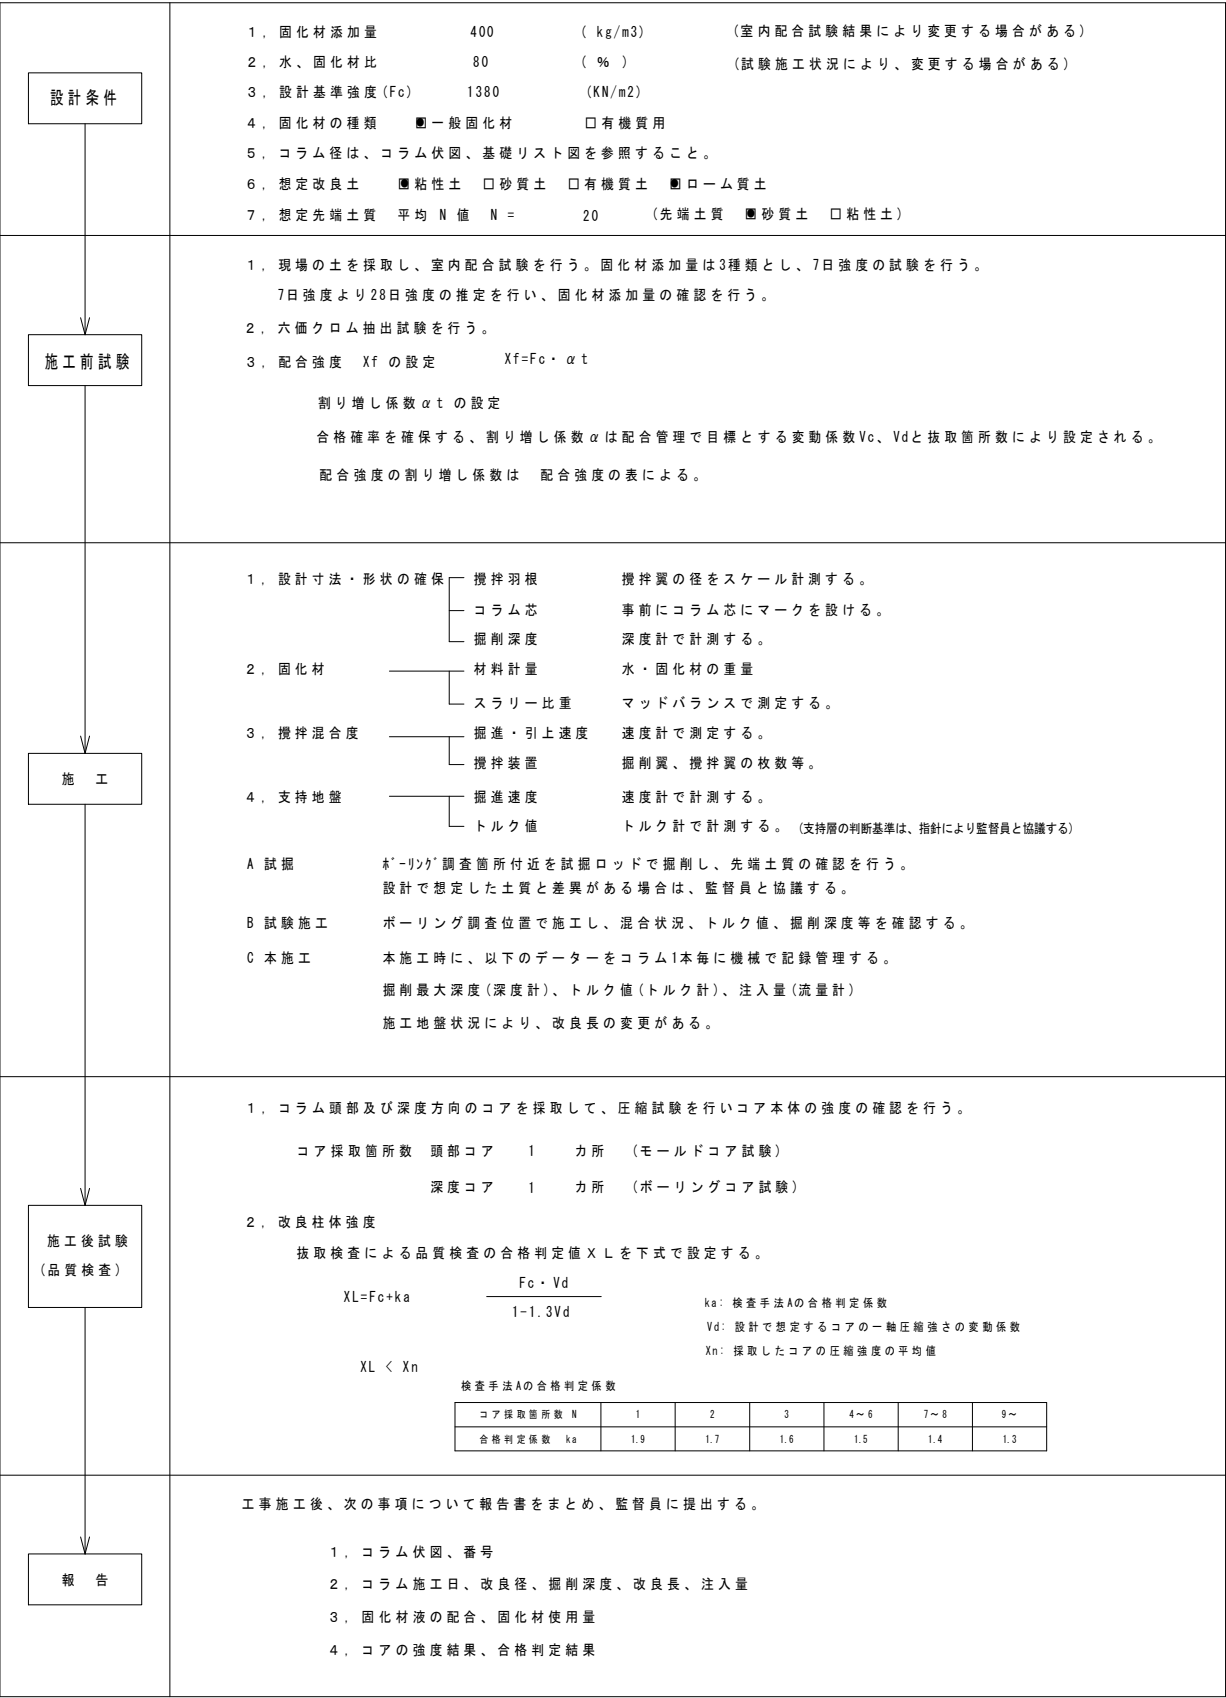 設計条件
1, 固化材添加量 400 ( kg/m3) (室内配合試験結果により変更する場合がある)
2, 水、固化材比 80 ( % ) (試験施工状況により、変更する場合がある)
3, 設計基準強度(Fc) 1380 (KN/m2)
4, 固化材の種類 ▣一般固化材 □有機質用
5, コラム径は、コラム伏図、基礎リスト図を参照すること。
6, 想定改良土 ▣粘性土 □砂質土 □有機質土 ▣ローム質土
7, 想定先端土質 平均 N 値 N = 20 (先端土質 ▣砂質土 □粘性土)
施工前試験
1, 現場の土を採取し、室内配合試験を行う。固化材添加量は3種類とし、7日強度の試験を行う。
7日強度より28日強度の推定を行い、固化材添加量の確認を行う。
2, 六価クロム抽出試験を行う。
3, 配合強度 Xf の設定 Xf=Fc・αt
割り増し係数αt の設定
合格確率を確保する、割り増し係数αは配合管理で目標とする変動係数Vc、Vdと抜取箇所数により設定される。
配合強度の割り増し係数は 配合強度の表による。
施 工
1, 設計寸法・形状の確保 攪拌羽根 攪拌翼の径をスケール計測する。
コラム芯 事前にコラム芯にマークを設ける。
掘削深度 深度計で計測する。
2, 固化材 材料計量 水・固化材の重量
スラリー比重 マッドバランスで測定する。
3, 攪拌混合度 掘進・引上速度 速度計で測定する。
攪拌装置 掘削翼、攪拌翼の枚数等。
4, 支持地盤 掘進速度 速度計で計測する。
トルク値 トルク計で計測する。 (支持層の判断基準は、指針により監督員と協議する)
A 試掘 ボーリング調査箇所付近を試掘ロッドで掘削し、先端土質の確認を行う。
設計で想定した土質と差異がある場合は、監督員と協議する。
B 試験施工 ボーリング調査位置で施工し、混合状況、トルク値、掘削深度等を確認する。
C 本施工 本施工時に、以下のデーターをコラム1本毎に機械で記録管理する。
掘削最大深度(深度計)、トルク値(トルク計)、注入量(流量計)
施工地盤状況により、改良長の変更がある。
施工後試験
(品質検査)
1, コラム頭部及び深度方向のコアを採取して、圧縮試験を行いコア本体の強度の確認を行う。
コア採取箇所数 頭部コア 1 カ所 (モールドコア試験)
深度コア 1 カ所 (ボーリングコア試験)
2, 改良柱体強度
抜取検査による品質検査の合格判定値XLを下式で設定する。
XL=Fc+ka Fc・Vd
1-1.3Vd
ka: 検査手法Aの合格判定係数
Vd: 設計で想定するコアの一軸圧縮強さの変動係数
Xn: 採取したコアの圧縮強度の平均値
XL < Xn
検査手法Aの合格判定係数
コア採取箇所数 N 1 2 3 4～6 7～8 9～
合格判定係数 ka 1.9 1.7 1.6 1.5 1.4 1.3
報 告
工事施工後、次の事項について報告書をまとめ、監督員に提出する。
1, コラム伏図、番号
2, コラム施工日、改良径、掘削深度、改良長、注入量
3, 固化材液の配合、固化材使用量
4, コアの強度結果、合格判定結果